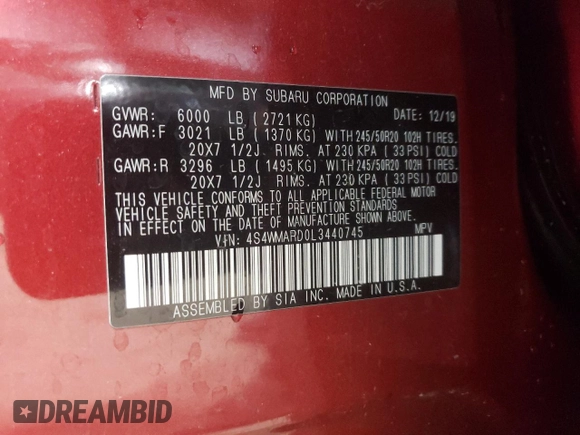 MFD BY SUBARU CORPORATION
GVWR: 6000 LB (2721 KG) DATE: 12/19
GAWR:F 3021 LB (1370 KG) WITH 245/50R20 102H TIRES.
20X7 1/2J RIMS. AT 230 KPA (33 PSI) COLD
GAWR:R 3296 LB (1495 KG) WITH 245/50R20 102H TIRES.
20X7 1/2J RIMS. AT 230 KPA (33 PSI) COLD
THIS VEHICLE CONFORMS TO ALL APPLICABLE FEDERAL MOTOR
VEHICLE SAFETY AND THEFT PREVENTION STANDARDS
IN EFFECT ON THE DATE OF MANUFACTURE SHOWN ABOVE.
VIN: 4S4WMARD0L3440745 MPV
ASSEMBLED BY SIA INC. MADE IN U.S.A.
DREAMBID